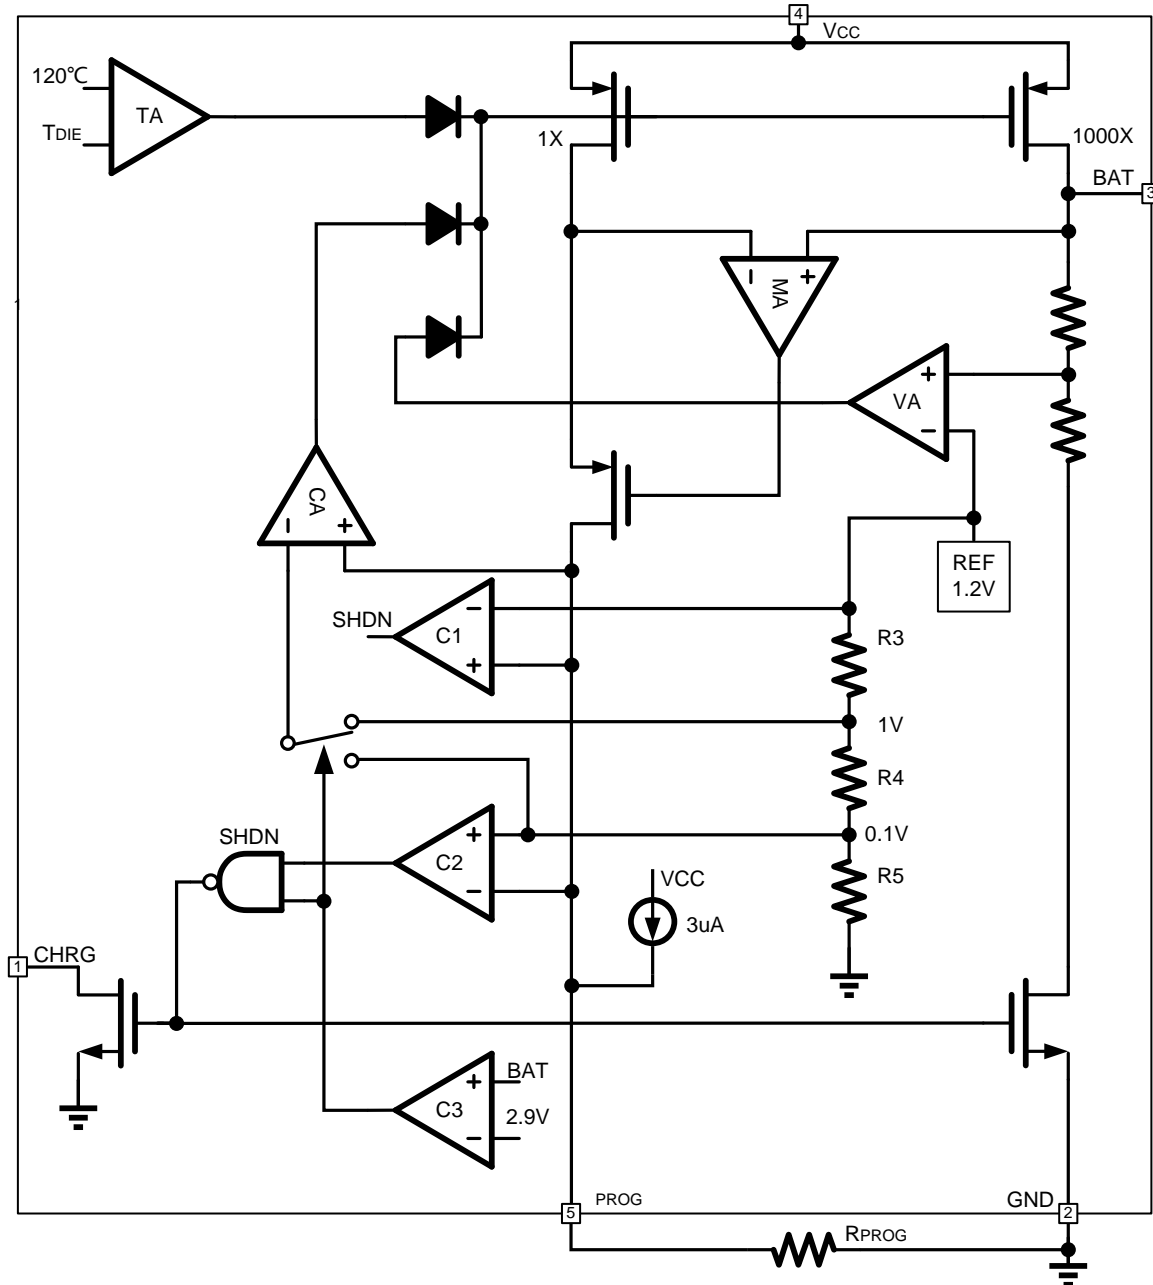 4
VCC
120℃
TA
TDIE
1X
1000X
BAT
3
MA
- +
1
VA
+
-
CA
- +
REF
1.2V
SHDN
C1
-
+
R3
1V
R4
0.1V
SHDN
C2
+
-
R5
VCC
3uA
CHRG
1
C3
+
-
BAT
2.9V
PROG
5
GND
2
RPROG